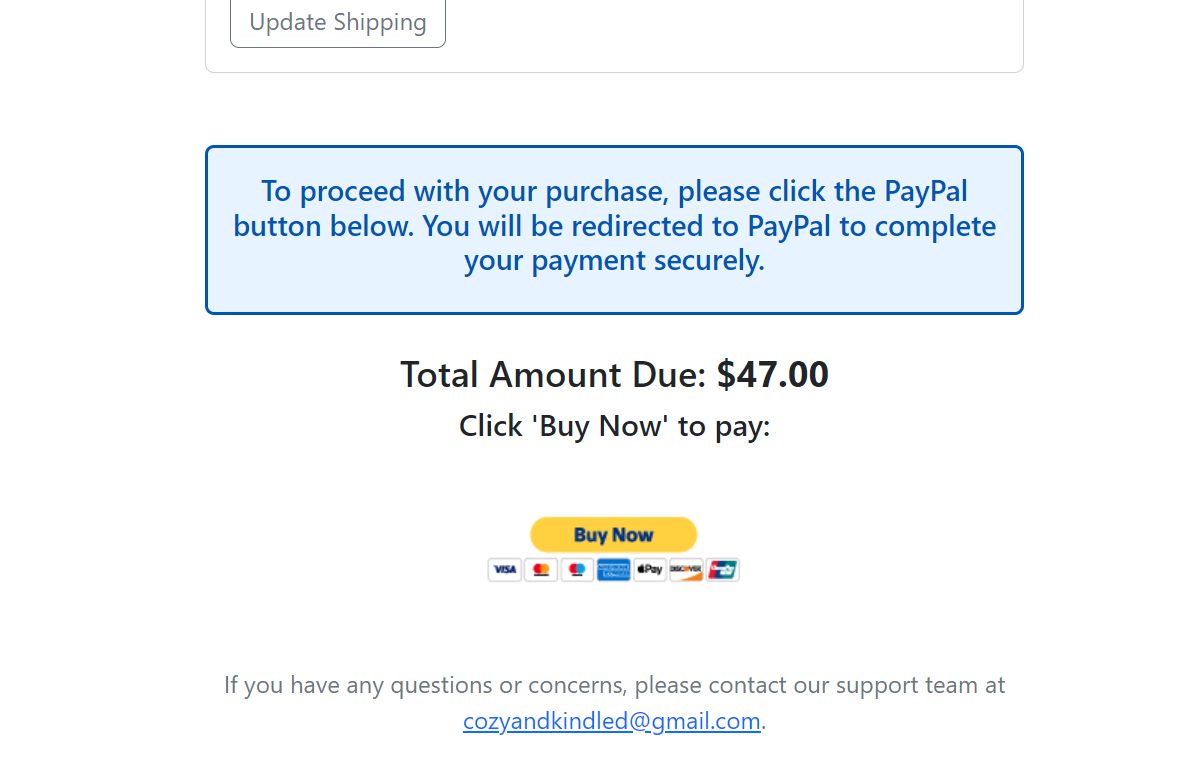 Update Shipping
To proceed with your purchase, please click the PayPal
button below. You will be redirected to PayPal to complete
your payment securely.
Total Amount Due: $47.00
Click 'Buy Now' to pay:
Buy Now
VISA Pay DISCOVER
If you have any questions or concerns, please contact our support team at
cozyandkindled@gmail.com.